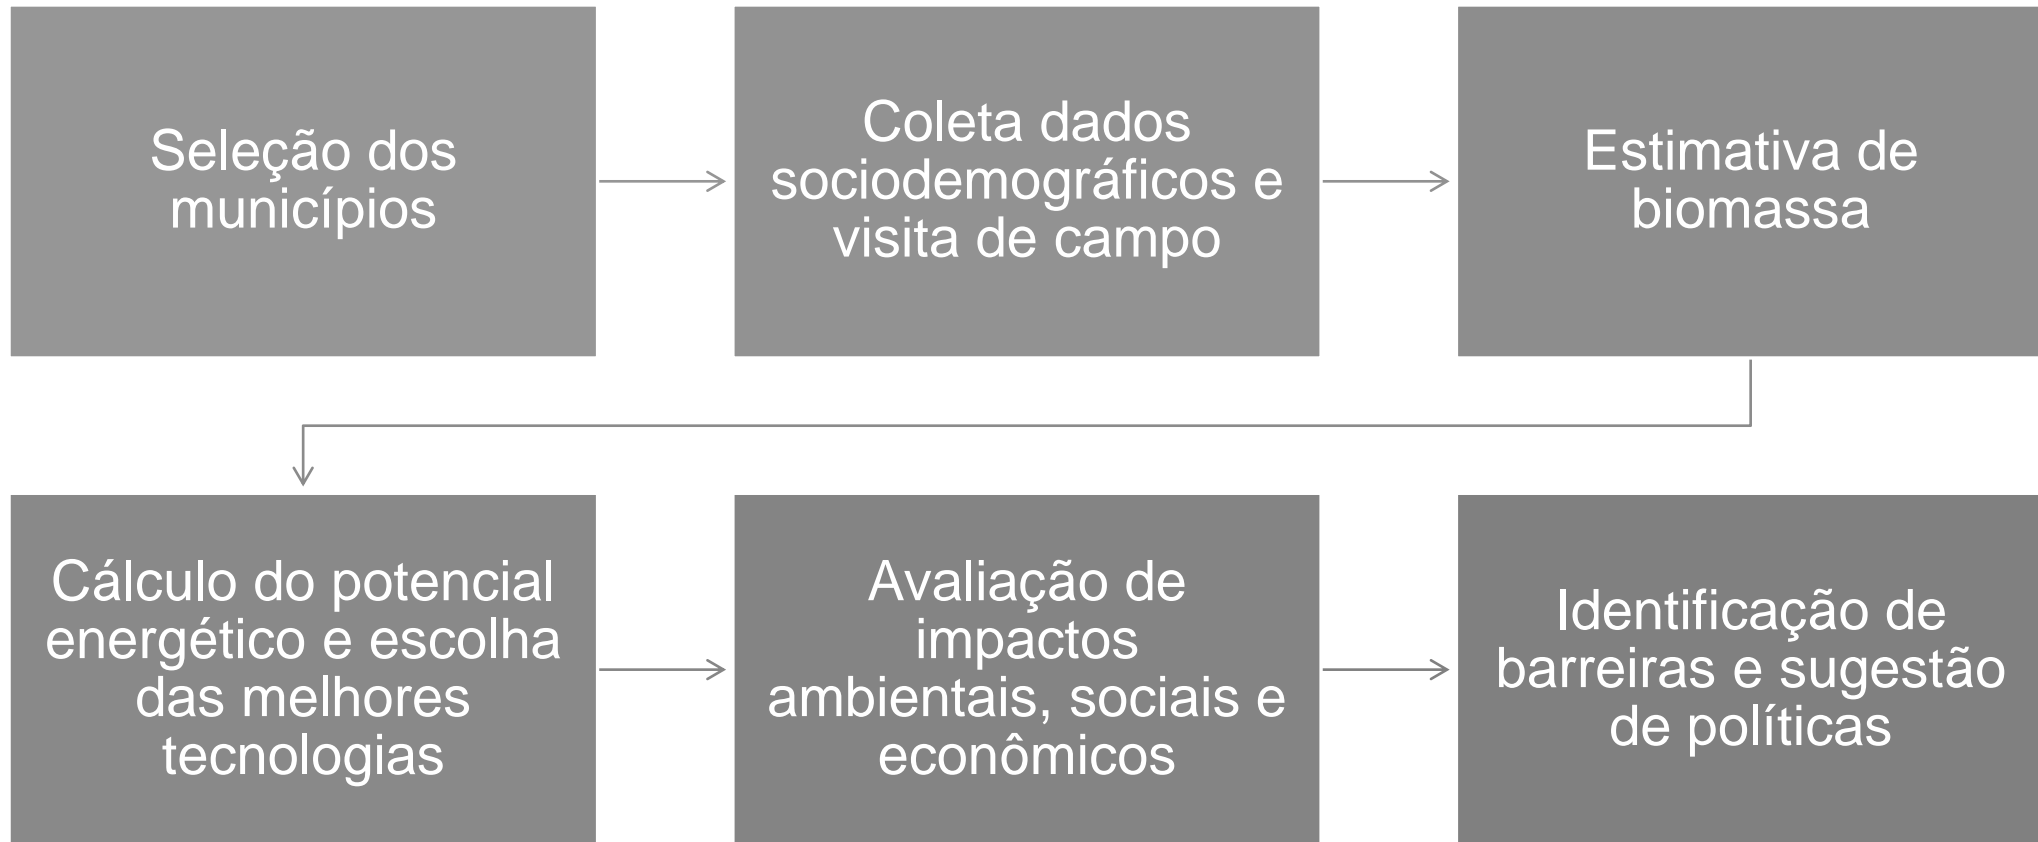 Seleção dos
municípios
Coleta dados
sociodemográficos e
visita de campo
Estimativa de
biomassa
Cálculo do potencial
energético e escolha
das melhores
tecnologias
Avaliação de
impactos
ambientais, sociais e
econômicos
Identificação de
barreiras e sugestão
de políticas